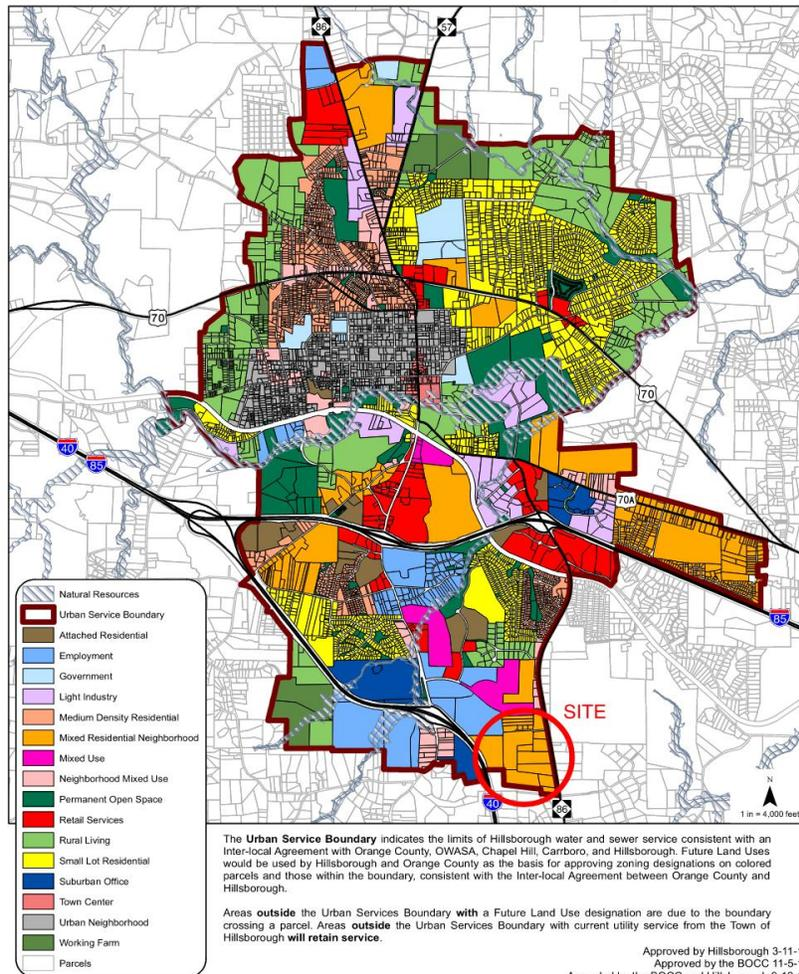 86
57
70
70
70A
40
85
85
SITE
40
86
N
1 in = 4,000 feet
Natural Resources
Urban Service Boundary
Attached Residential
Employment
Government
Light Industry
Medium Density Residential
Mixed Residential Neighborhood
Mixed Use
Neighborhood Mixed Use
Permanent Open Space
Retail Services
Rural Living
Small Lot Residential
Suburban Office
Town Center
Urban Neighborhood
Working Farm
Parcels
The Urban Service Boundary indicates the limits of Hillsborough water and sewer service consistent with an
Inter-local Agreement with Orange County, OWASA, Chapel Hill, Carrboro, and Hillsborough. Future Land Uses
would be used by Hillsborough and Orange County as the basis for approving zoning designations on colored
parcels and those within the boundary, consistent with the Inter-local Agreement between Orange County and
Hillsborough.
Areas outside the Urban Services Boundary with a Future Land Use designation are due to the boundary
crossing a parcel. Areas outside the Urban Services Boundary with current utility service from the Town of
Hillsborough will retain service.
Approved by Hillsborough 3-11-
Approved by the BOCC 11-5-